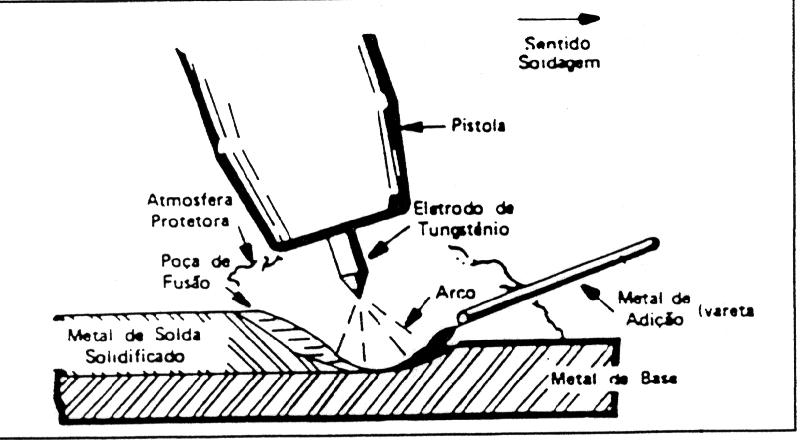 Sentido
Soldagem
Pistola
Atmosfera
Protetora
Eletrodo de
Tungstênio
Poça de
Fusão
Arco
Metal de
Adição (vareta
Metal de Solda
Solidificado
Metal de Base